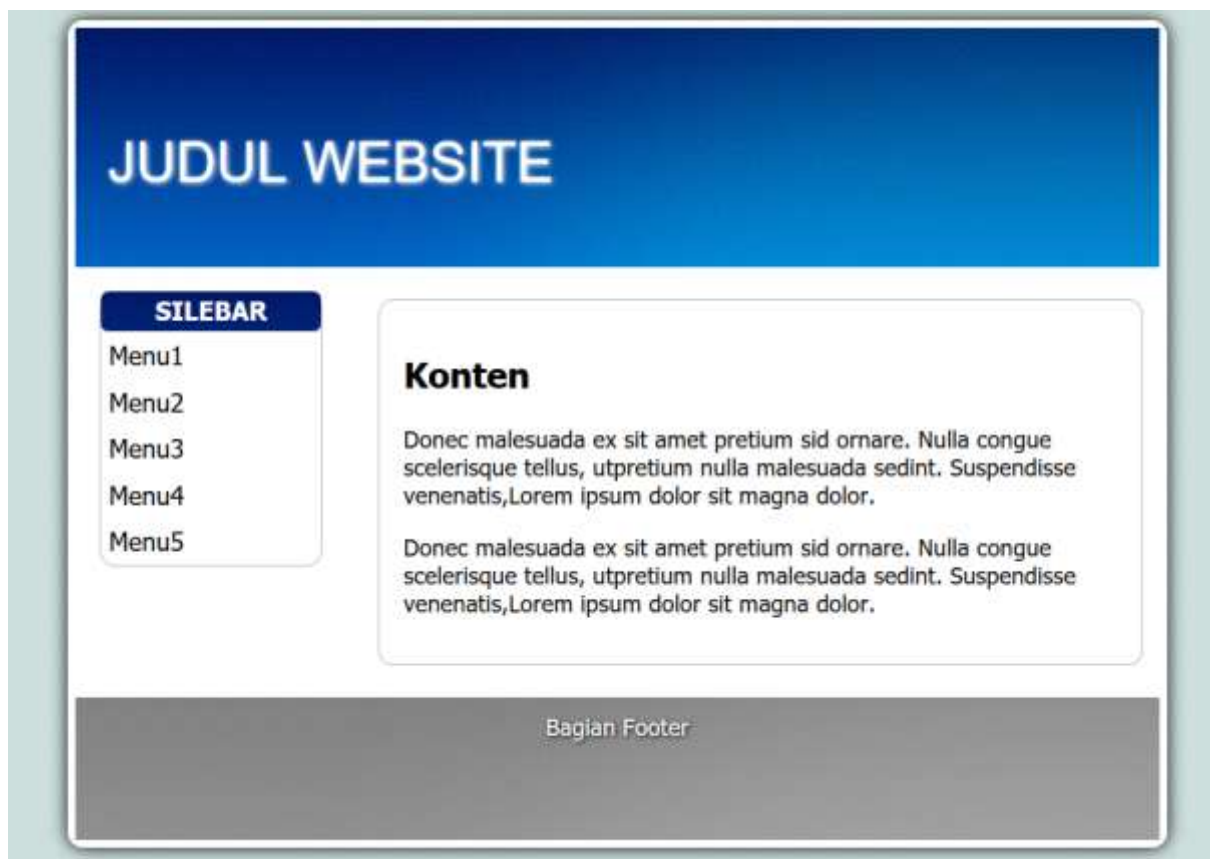 JUDUL WEBSITE
SILEBAR
Menu1
Menu2
Menu3
Menu4
Menu5
Konten
Donec malesuada ex sit amet pretium sid ornare. Nulla congue
scelerisque tellus, utpretium nulla malesuada sedint. Suspendisse
venenatis,Lorem ipsum dolor sit magna dolor.
Donec malesuada ex sit amet pretium sid ornare. Nulla congue
scelerisque tellus, utpretium nulla malesuada sedint. Suspendisse
venenatis,Lorem ipsum dolor sit magna dolor.
Bagian Footer